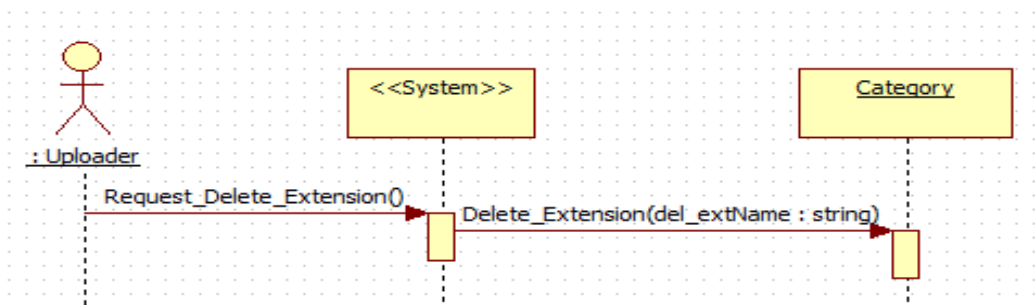 <<System>>
Category
: Uploader
Request_Delete_Extension()
Delete_Extension(del_extName : string)